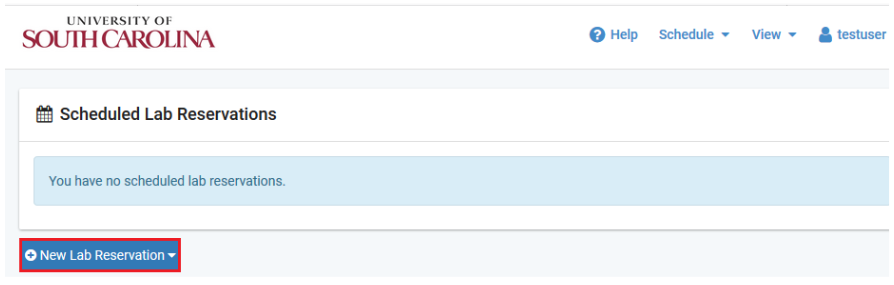 UNIVERSITY OF
SOUTH CAROLINA
Help Schedule View testuser
Scheduled Lab Reservations
You have no scheduled lab reservations.
New Lab Reservation